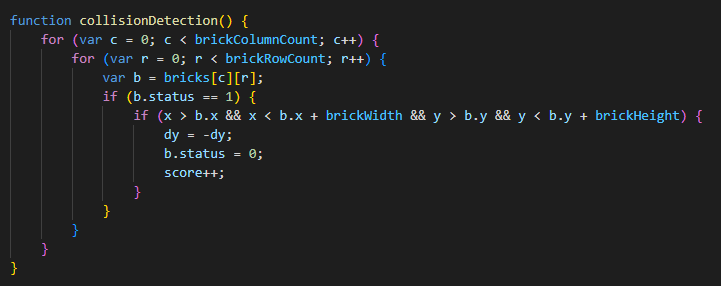 function collisionDetection() {
    for (var c = 0; c < brickColumnCount; c++) {
        for (var r = 0; r < brickRowCount; r++) {
            var b = bricks[c][r];
            if (b.status == 1) {
                if (x > b.x && x < b.x + brickWidth && y > b.y && y < b.y + brickHeight) {
                    dy = -dy;
                    b.status = 0;
                    score++;
                }
            }
        }
    }
}